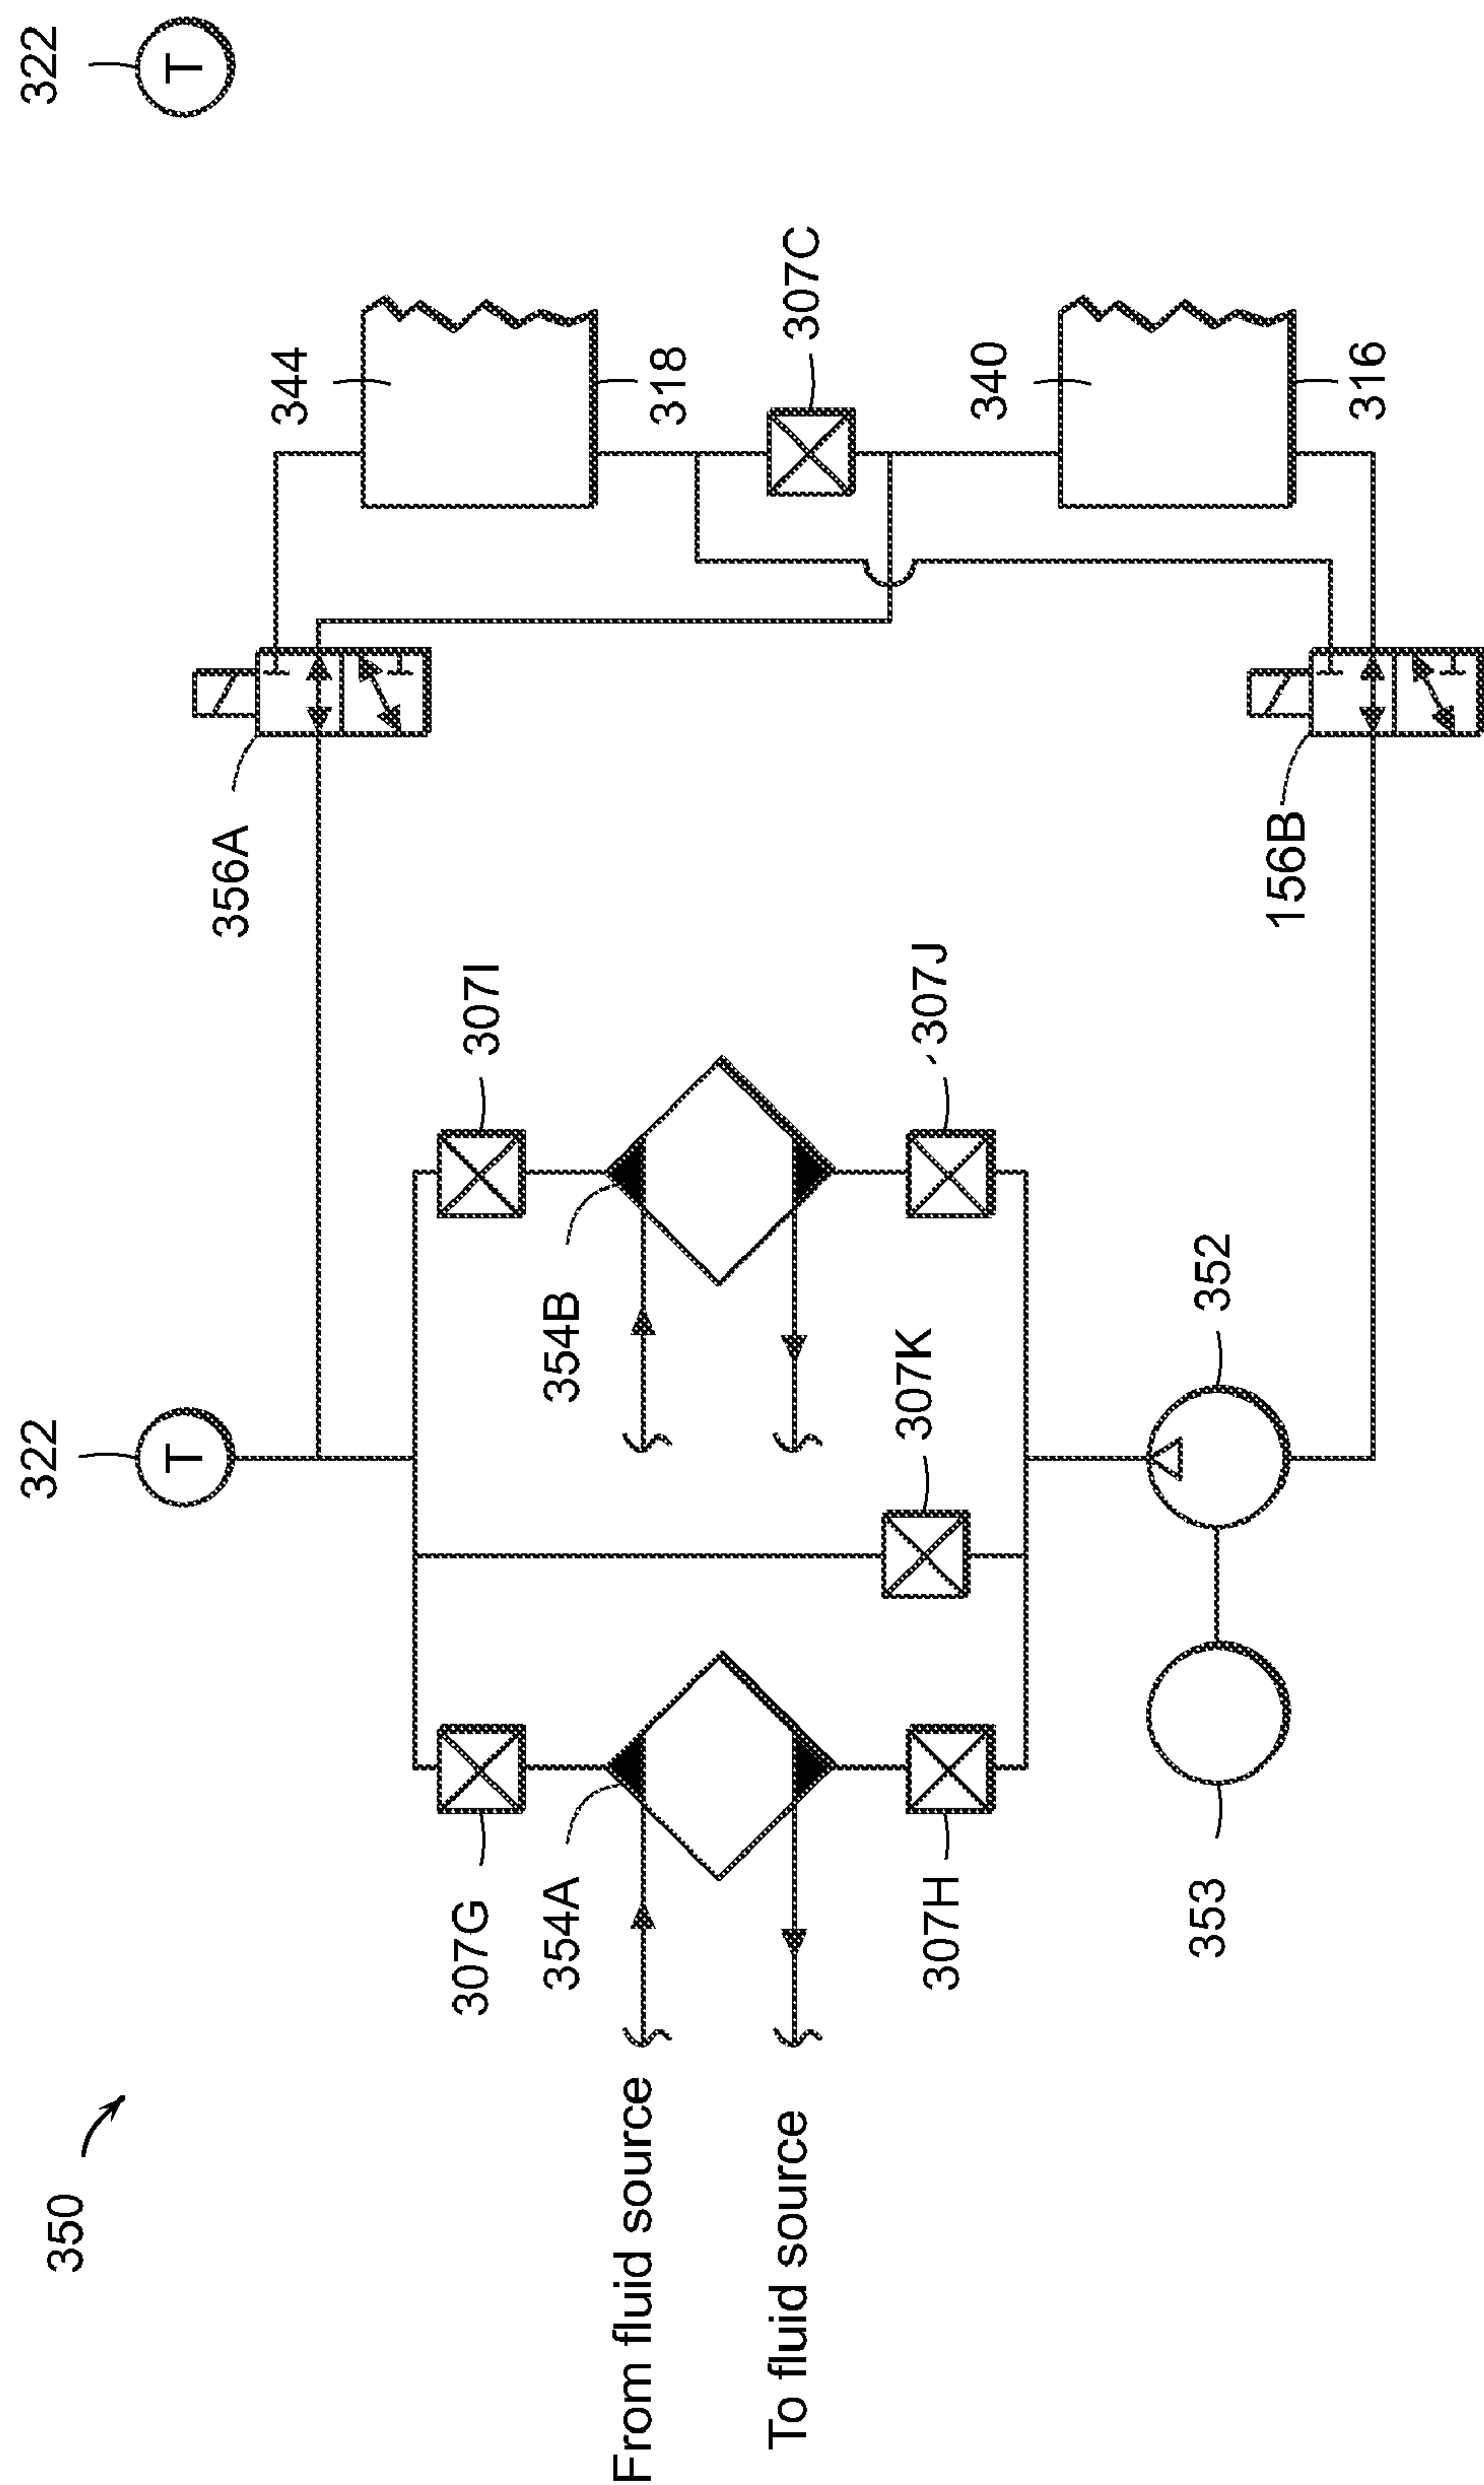 350
322
322
T
T
356A
344
307G
307I
354A
354B
From fluid source
318
To fluid source
307C
307H
307K
307J
340
353
352
156B
316